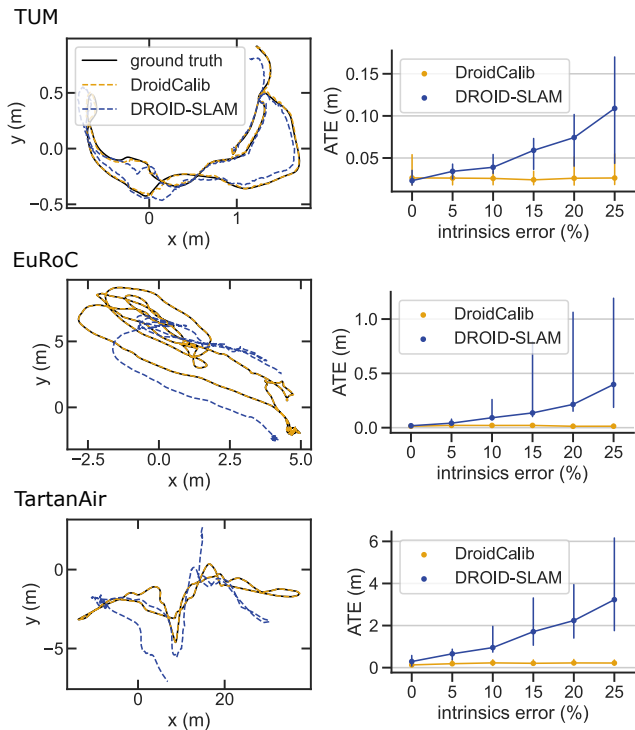 TUM
ground truth
DroidCalib
DROID-SLAM
y (m)
0.5
0.0
−0.5
0
1
x (m)
DroidCalib
DROID-SLAM
ATE (m)
0.15
0.10
0.05
0 5 10 15 20 25
intrinsics error (%)
EuRoC
y (m)
5
0
−2.5 0.0 2.5 5.0
x (m)
DroidCalib
DROID-SLAM
ATE (m)
1.0
0.5
0.0
0 5 10 15 20 25
intrinsics error (%)
TartanAir
y (m)
0
−5
0 20
x (m)
DroidCalib
DROID-SLAM
ATE (m)
6
4
2
0
0 5 10 15 20 25
intrinsics error (%)